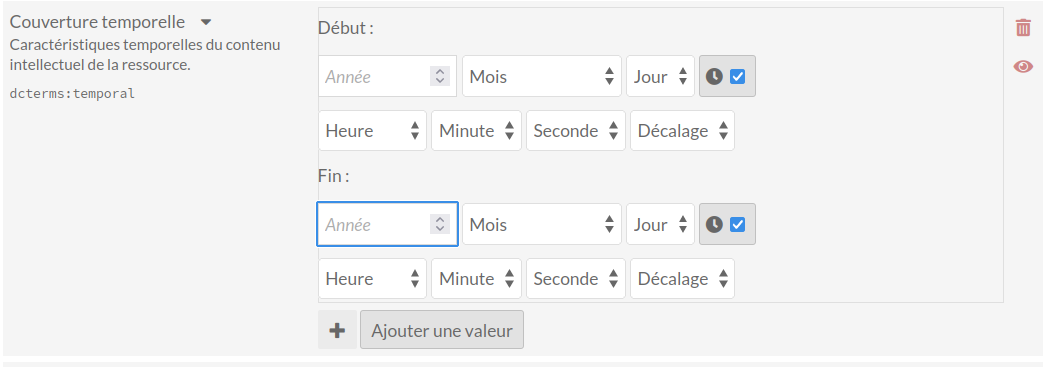 Couverture temporelle
Caractéristiques temporelles du contenu
intellectuel de la ressource.
dcterms:temporal
Début :
Année Mois Jour
Heure Minute Seconde Décalage
Fin :
Année Mois Jour
Heure Minute Seconde Décalage
Ajouter une valeur